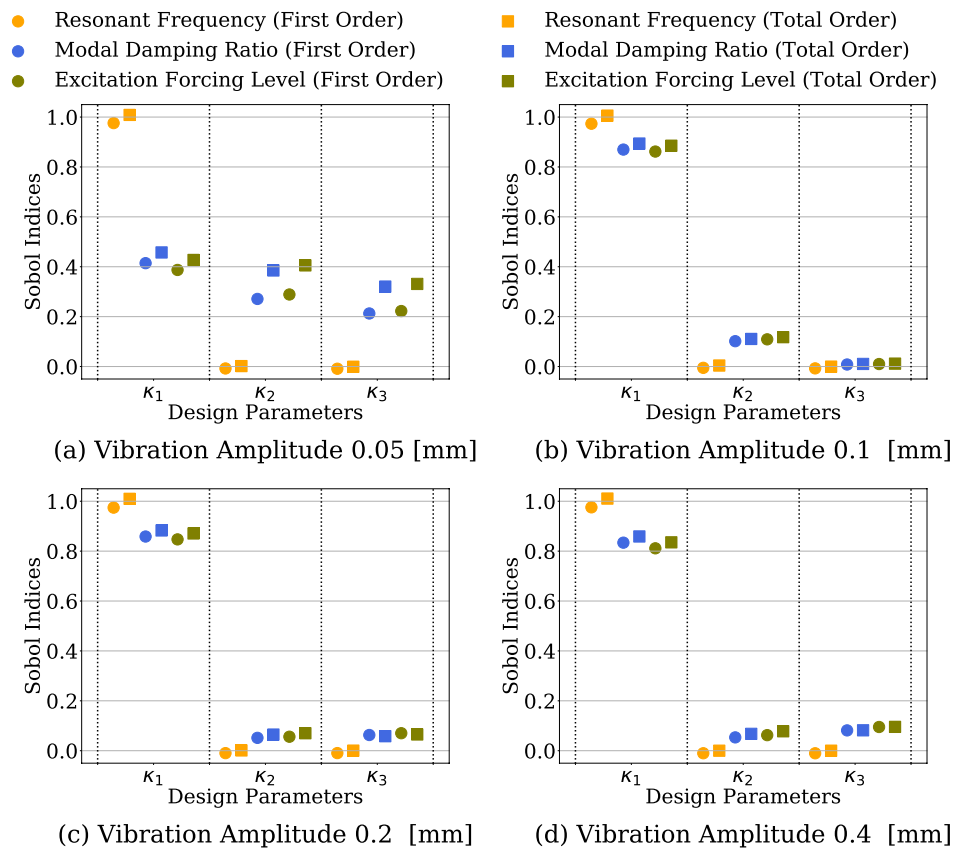 Resonant Frequency (First Order)
Modal Damping Ratio (First Order)
Excitation Forcing Level (First Order)
Resonant Frequency (Total Order)
Modal Damping Ratio (Total Order)
Excitation Forcing Level (Total Order)
Sobol Indices
1.0
0.8
0.6
0.4
0.2
0.0
κ1 κ2 κ3
Design Parameters
(a) Vibration Amplitude 0.05 [mm]
Sobol Indices
1.0
0.8
0.6
0.4
0.2
0.0
κ1 κ2 κ3
Design Parameters
(b) Vibration Amplitude 0.1 [mm]
Sobol Indices
1.0
0.8
0.6
0.4
0.2
0.0
κ1 κ2 κ3
Design Parameters
(c) Vibration Amplitude 0.2 [mm]
Sobol Indices
1.0
0.8
0.6
0.4
0.2
0.0
κ1 κ2 κ3
Design Parameters
(d) Vibration Amplitude 0.4 [mm]